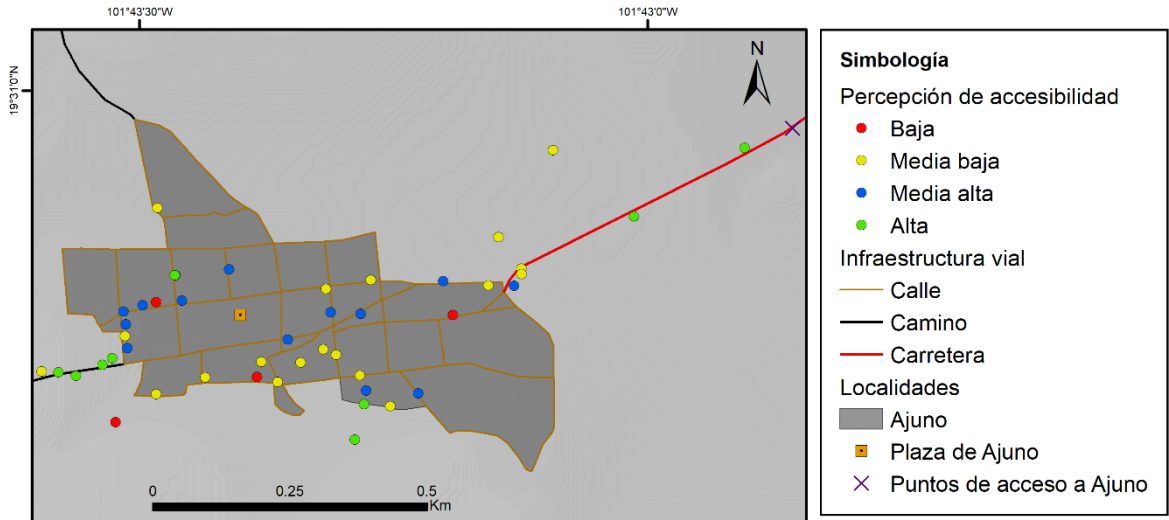 101°43'30"W
101°43'0"W
19°31'0"N
N
0
0.25
0.5
Km
Simbología
Percepción de accesibilidad
Baja
Media baja
Media alta
Alta
Infraestructura vial
Calle
Camino
Carretera
Localidades
Ajuno
Plaza de Ajuno
Puntos de acceso a Ajuno